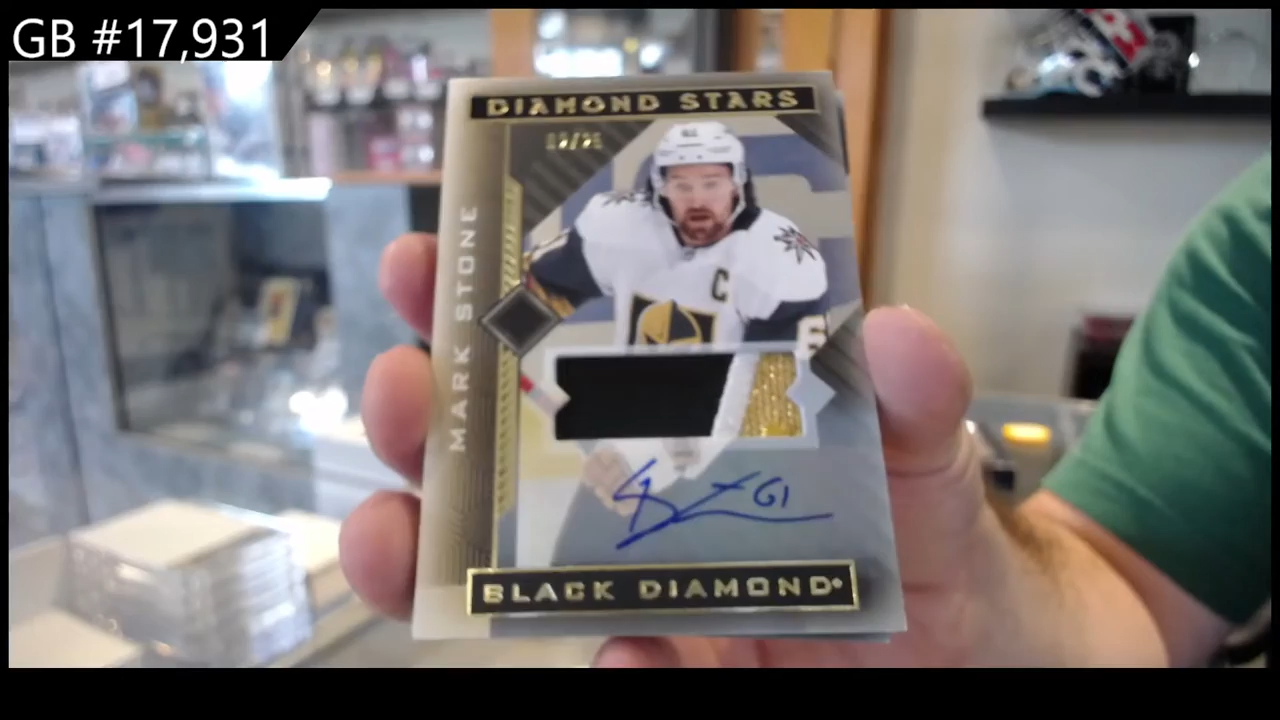 GB #17,931
DIAMOND STARS
MARK STONE
C
61
BLACK DIAMOND